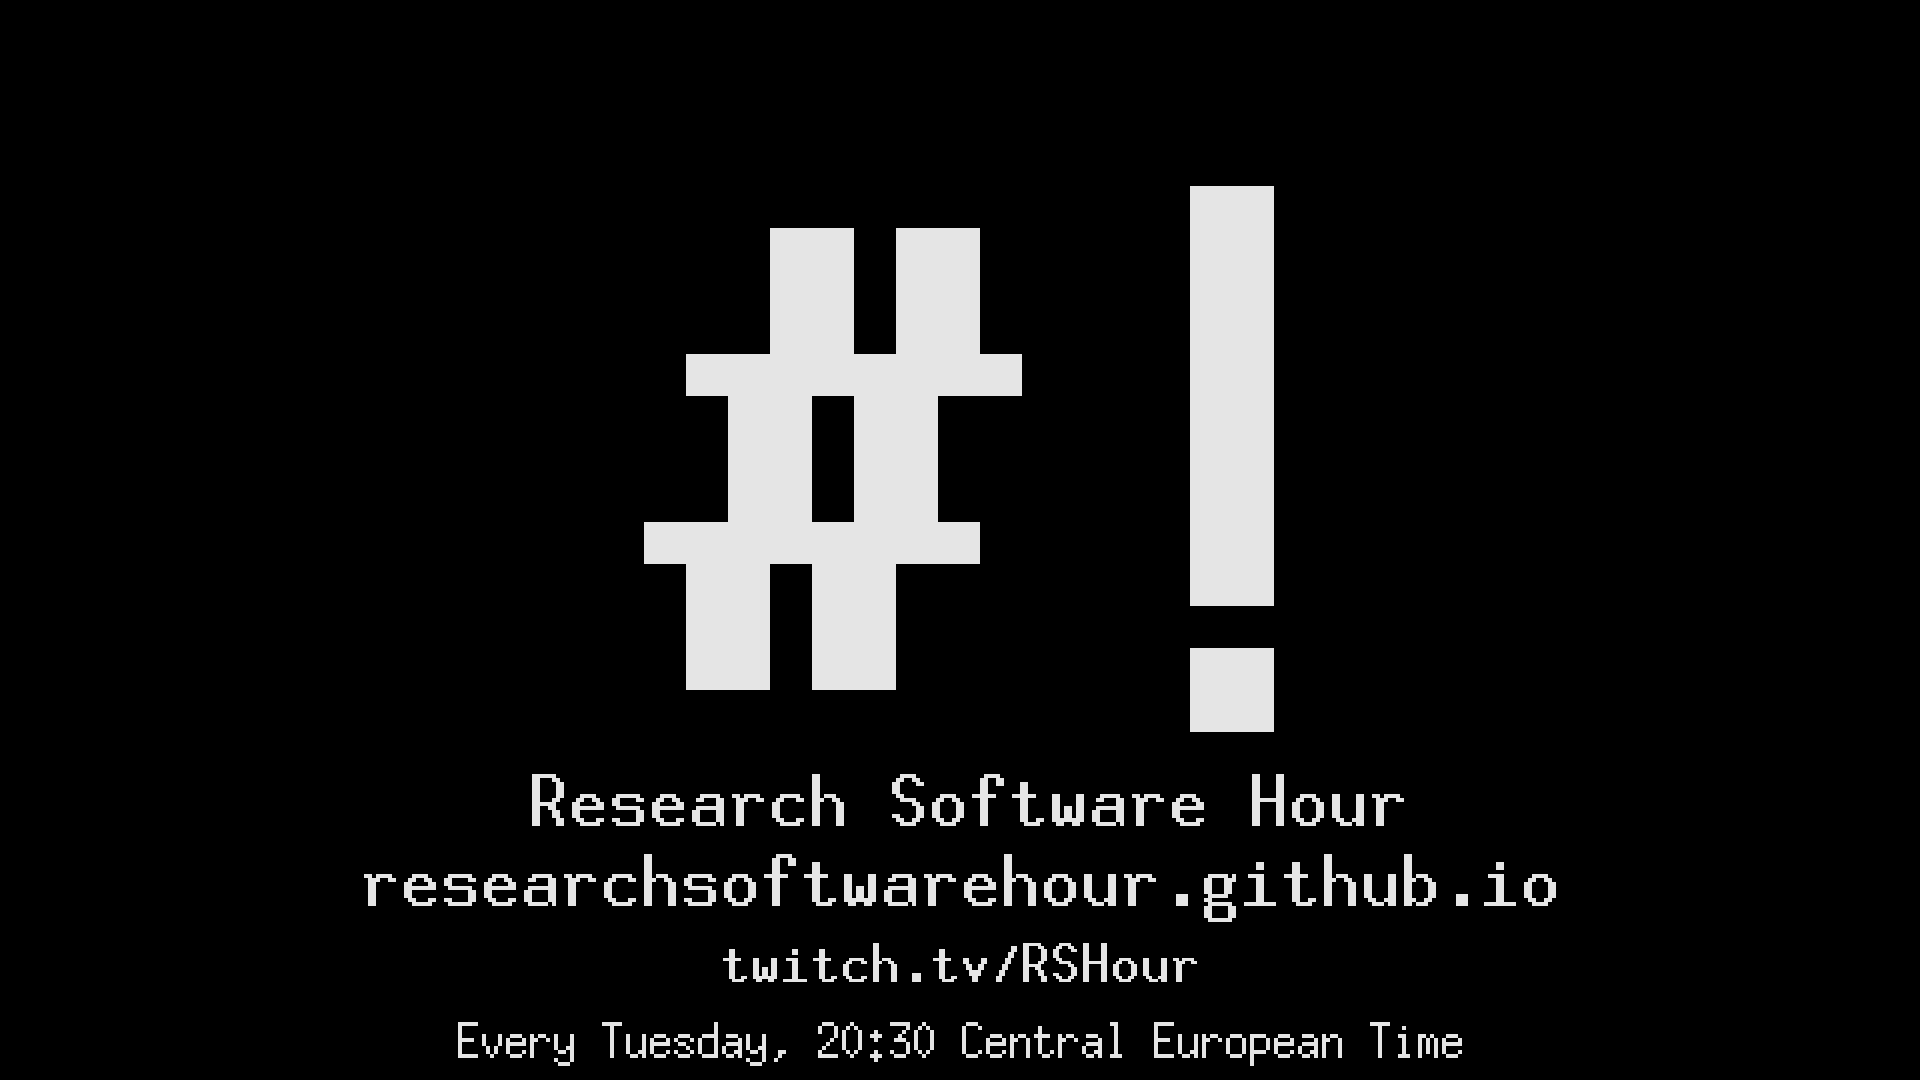 #!
Research Software Hour
researchsoftwarehour.github.io
twitch.tv/RSHour
Every Tuesday, 20:30 Central European Time